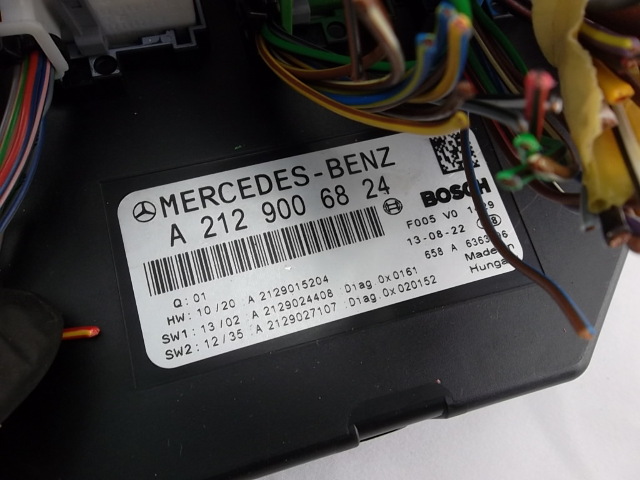 MERCEDES-BENZ
A 212 900 68 24
BOSCH
F005 V0
13-08-22
658 A
Made in
Hungary
Q: 01
HW: 10/20 A 2129015204
SW1: 13/02 A 2129024408 Diag.0x0161
SW2: 12/35 A 2129027107 Diag.0x020152